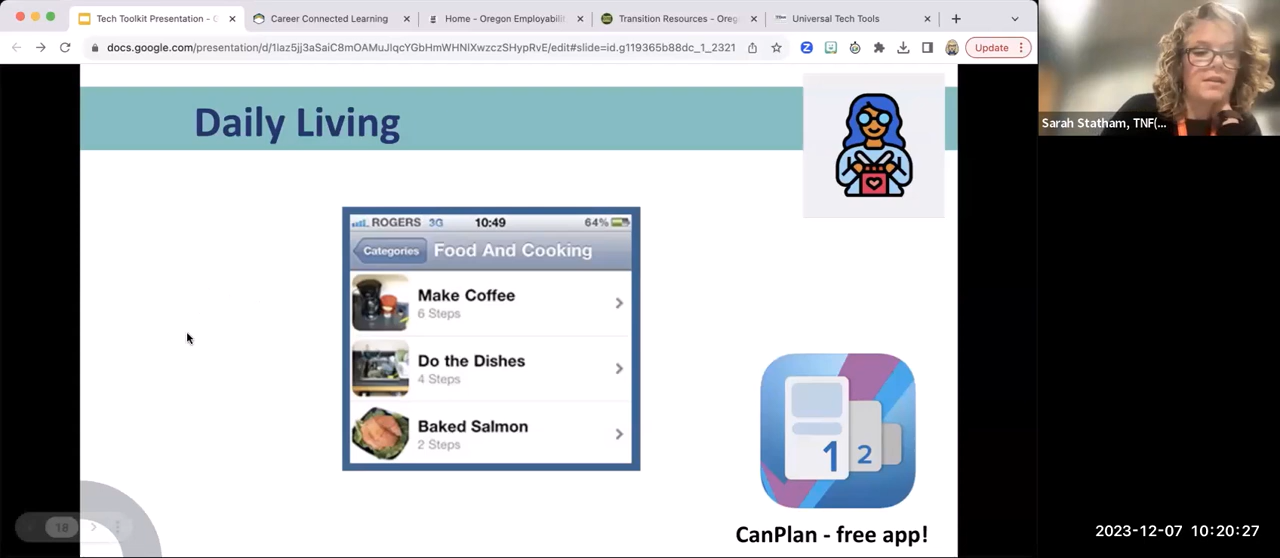 Tech Toolkit Presentation - G
Career Connected Learning
Home - Oregon Employabili
Transition Resources - Oreg
Universal Tech Tools
docs.google.com/presentation/d/1laz5jj3aSaiC8mOAMuJlqcYGbHmWHNIXwzczSHypRvE/edit#slide=id.g119365b88dc_1_2321
Update
Sarah Statham, TNF(...
Daily Living
ROGERS 3G 10:49 64%
Categories Food And Cooking
Make Coffee
6 Steps
Do the Dishes
4 Steps
Baked Salmon
2 Steps
1 2
18
CanPlan - free app!
2023-12-07 10:20:27